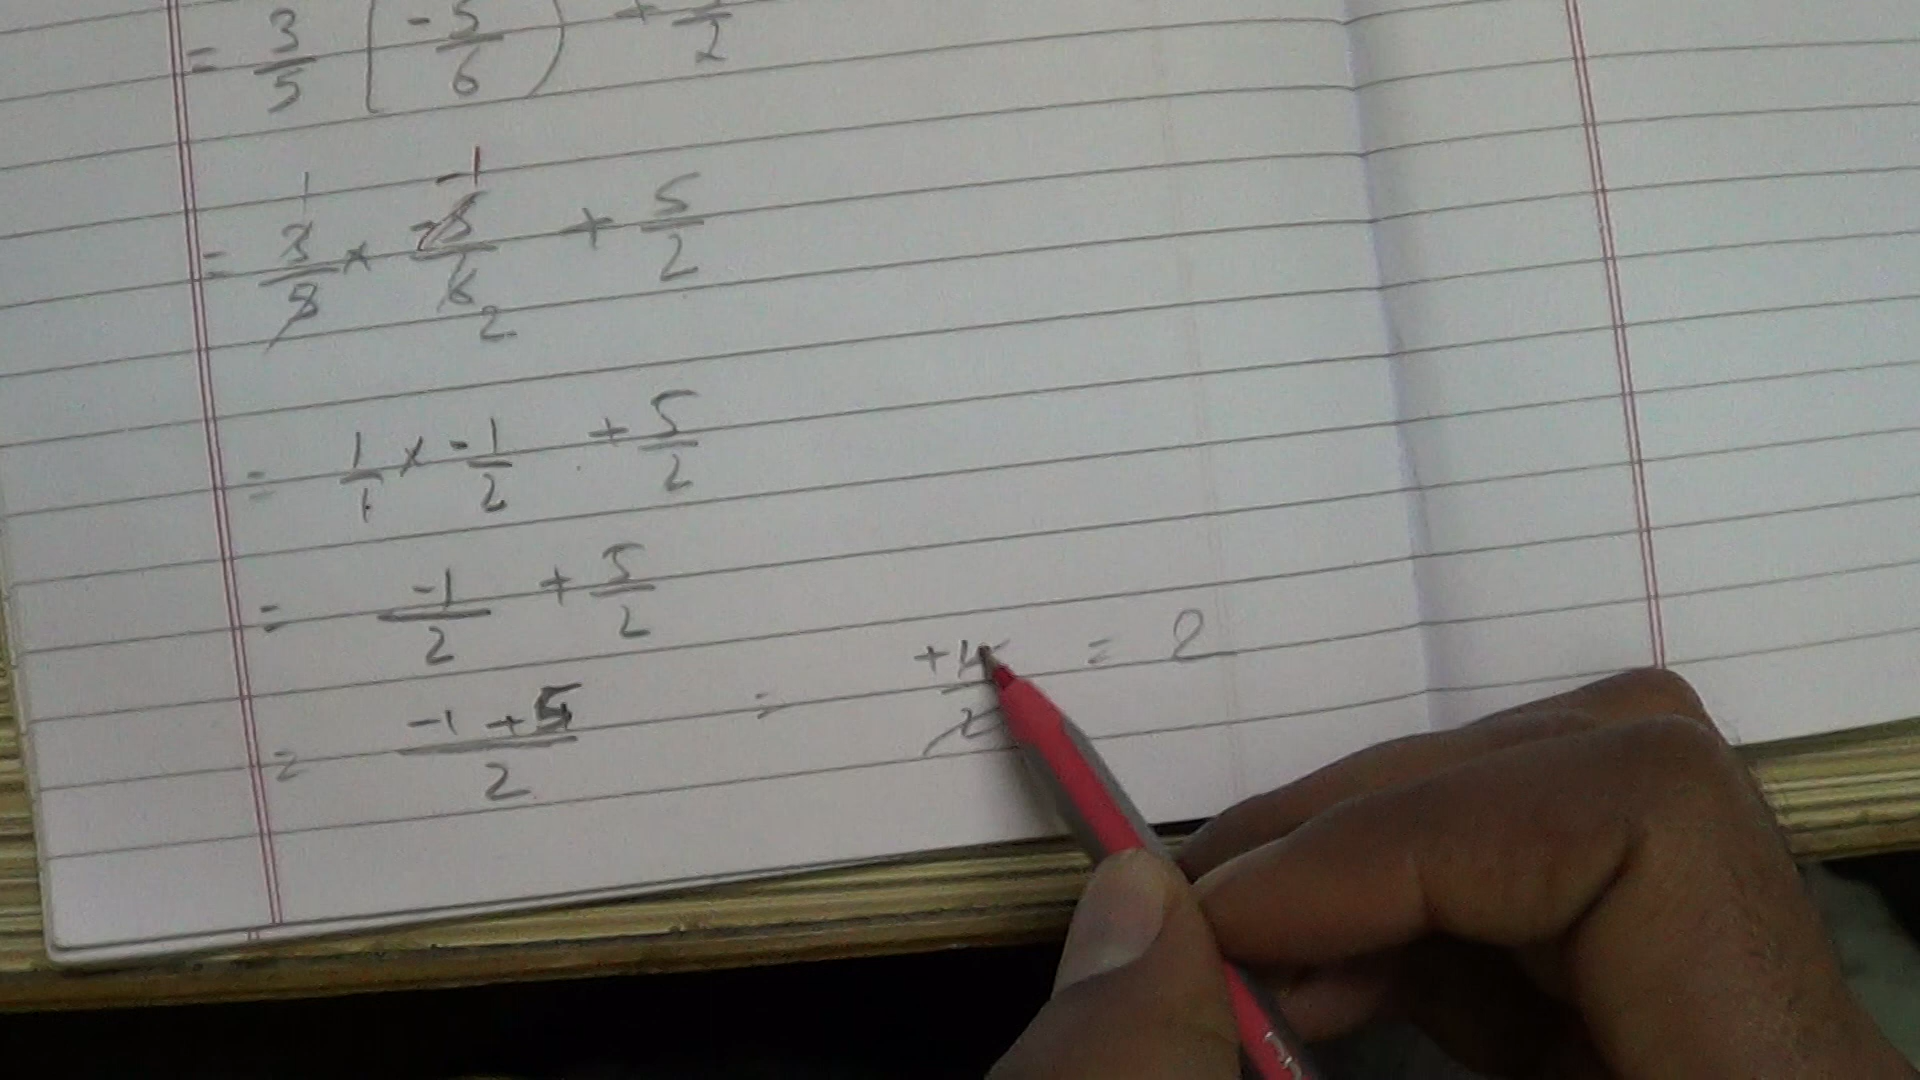 = 3/5 ( -5/6 ) + 5/2
= 3/5 × -5/6 + 5/2
= 1/1 × -1/2 + 5/2
= -1/2 + 5/2
= -1 + 5/2 = +4/2 = 2